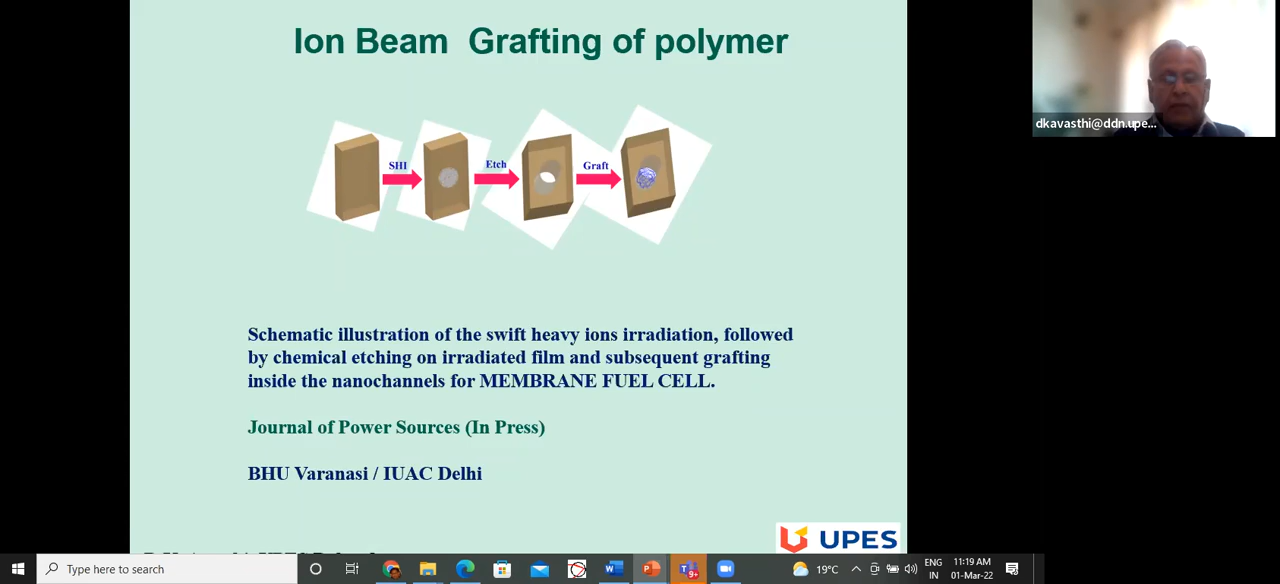 Ion Beam Grafting of polymer
dkavasthi@ddn.upe...
SHI
Etch
Graft
Schematic illustration of the swift heavy ions irradiation, followed
by chemical etching on irradiated film and subsequent grafting
inside the nanochannels for MEMBRANE FUEL CELL.
Journal of Power Sources (In Press)
BHU Varanasi / IUAC Delhi
UPES
Type here to search
9+
19°C
ENG
IN
11:19 AM
01-Mar-22